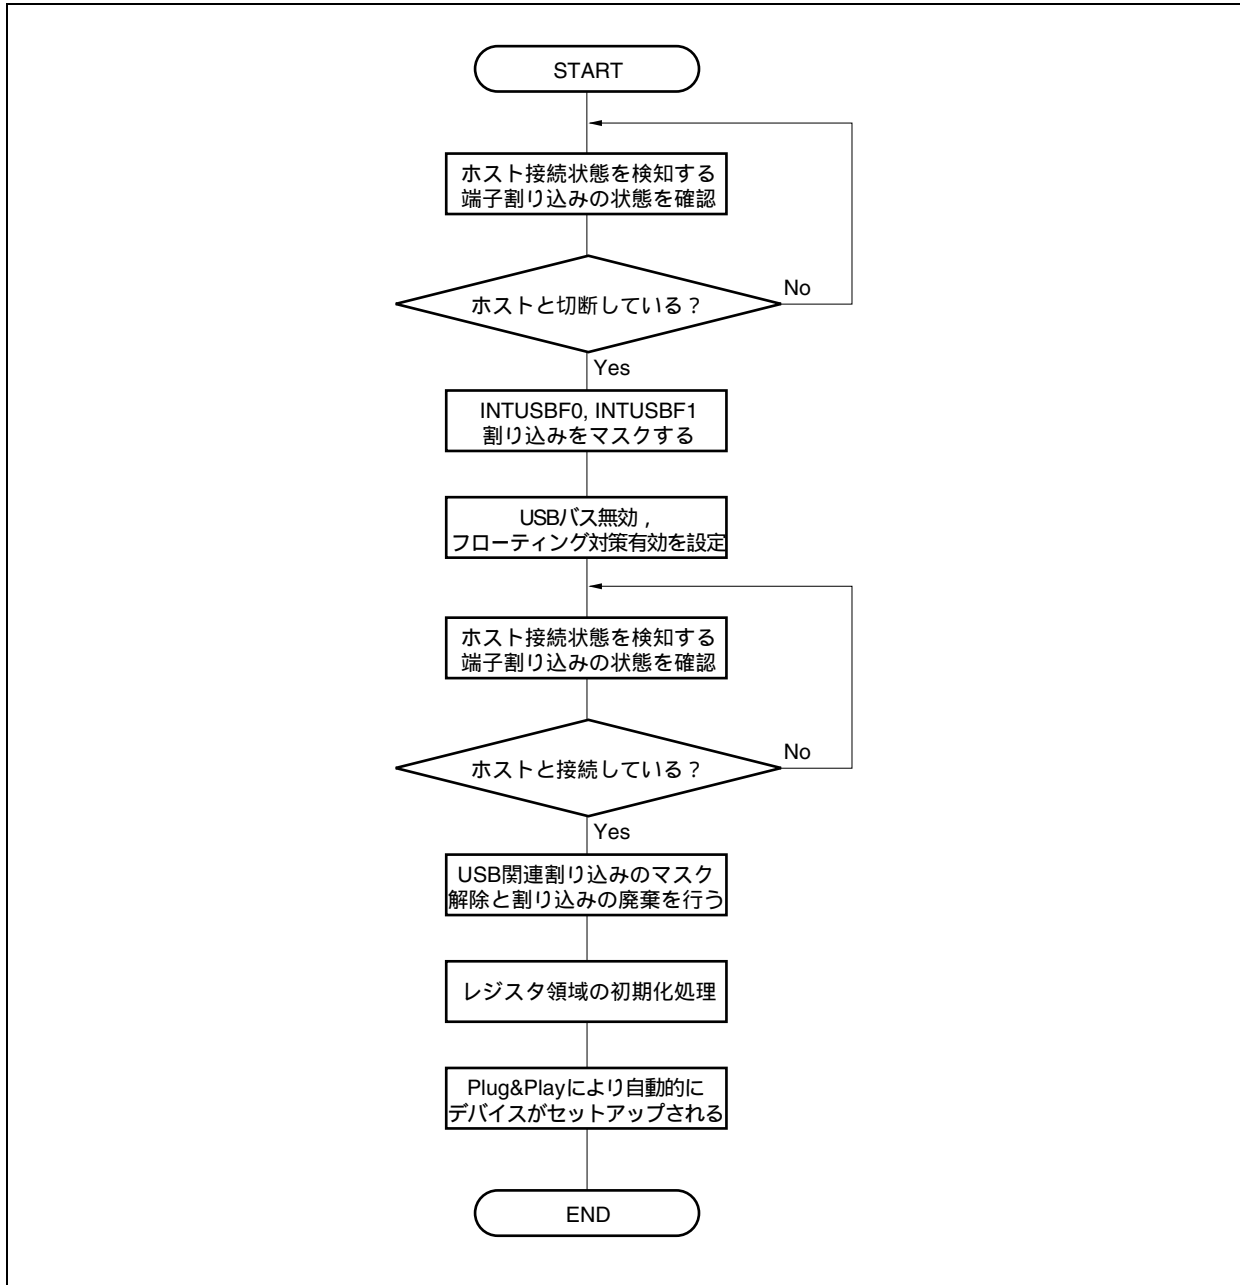 START
ホスト接続状態を検知する
端子割り込みの状態を確認
ホストと切断している？
No
Yes
INTUSBF0, INTUSBF1
割り込みをマスクする
USBバス無効，
フローティング対策有効を設定
ホスト接続状態を検知する
端子割り込みの状態を確認
ホストと接続している？
No
Yes
USB関連割り込みのマスク
解除と割り込みの廃棄を行う
レジスタ領域の初期化処理
Plug&Playにより自動的に
デバイスがセットアップされる
END